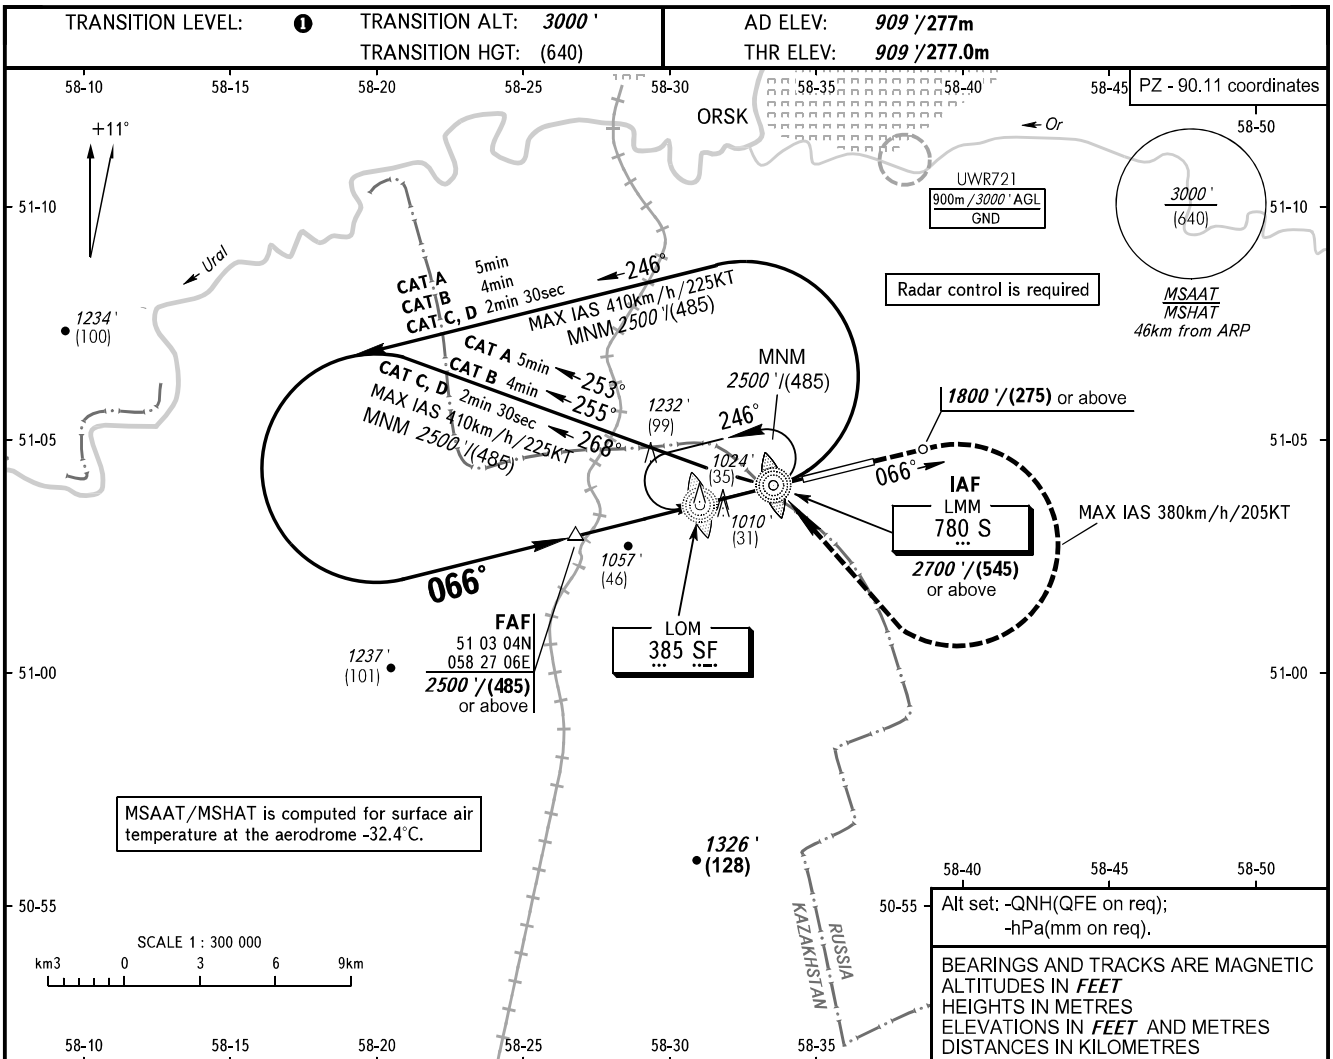 TRANSITION LEVEL: ❶ TRANSITION ALT: 3000 '
TRANSITION HGT: (640)
AD ELEV: 909 '/277m
THR ELEV: 909 '/277.0m
58-10 58-15 58-20 58-25 58-30 58-35 58-40 58-45
PZ - 90.11 coordinates
58-50
+11°
ORSK
Or
UWR721
900m/3000 ' AGL
GND
3000 '
(640)
51-10
51-10
MSAAT
MSHAT
46km from ARP
Radar control is required
Ural
CAT A 5min
CAT B 4min
CAT C, D 2min 30sec
246°
MAX IAS 410km/h/225KT
MNM 2500 '/(485)
1234 '
(100)
CAT A 5min 253°
CAT B 4min 255°
CAT C, D 2min 30sec 268°
MAX IAS 410km/h/225KT
MNM 2500 '/(485)
MNM
2500 '/(485)
1232 '
(99)
246°
1800 '/(275) or above
51-05
51-05
1024 '
(35)
066°
IAF
LMM
780 S
2700 '/(545)
or above
MAX IAS 380km/h/205KT
1010 '
(31)
1057 '
(46)
066°
FAF
51 03 04N
058 27 06E
2500 '/(485)
or above
LOM
385 SF
1237 '
(101)
51-00
51-00
MSAAT/MSHAT is computed for surface air
temperature at the aerodrome -32.4°C.
1326 '
(128)
58-40 58-45 58-50
50-55
50-55
RUSSIA
KAZAKHSTAN
SCALE 1 : 300 000
km3 0 3 6 9km
Alt set: -QNH(QFE on req);
-hPa(mm on req).
BEARINGS AND TRACKS ARE MAGNETIC
ALTITUDES IN FEET
HEIGHTS IN METRES
ELEVATIONS IN FEET AND METRES
DISTANCES IN KILOMETRES
58-10 58-15 58-20 58-25 58-30 58-35